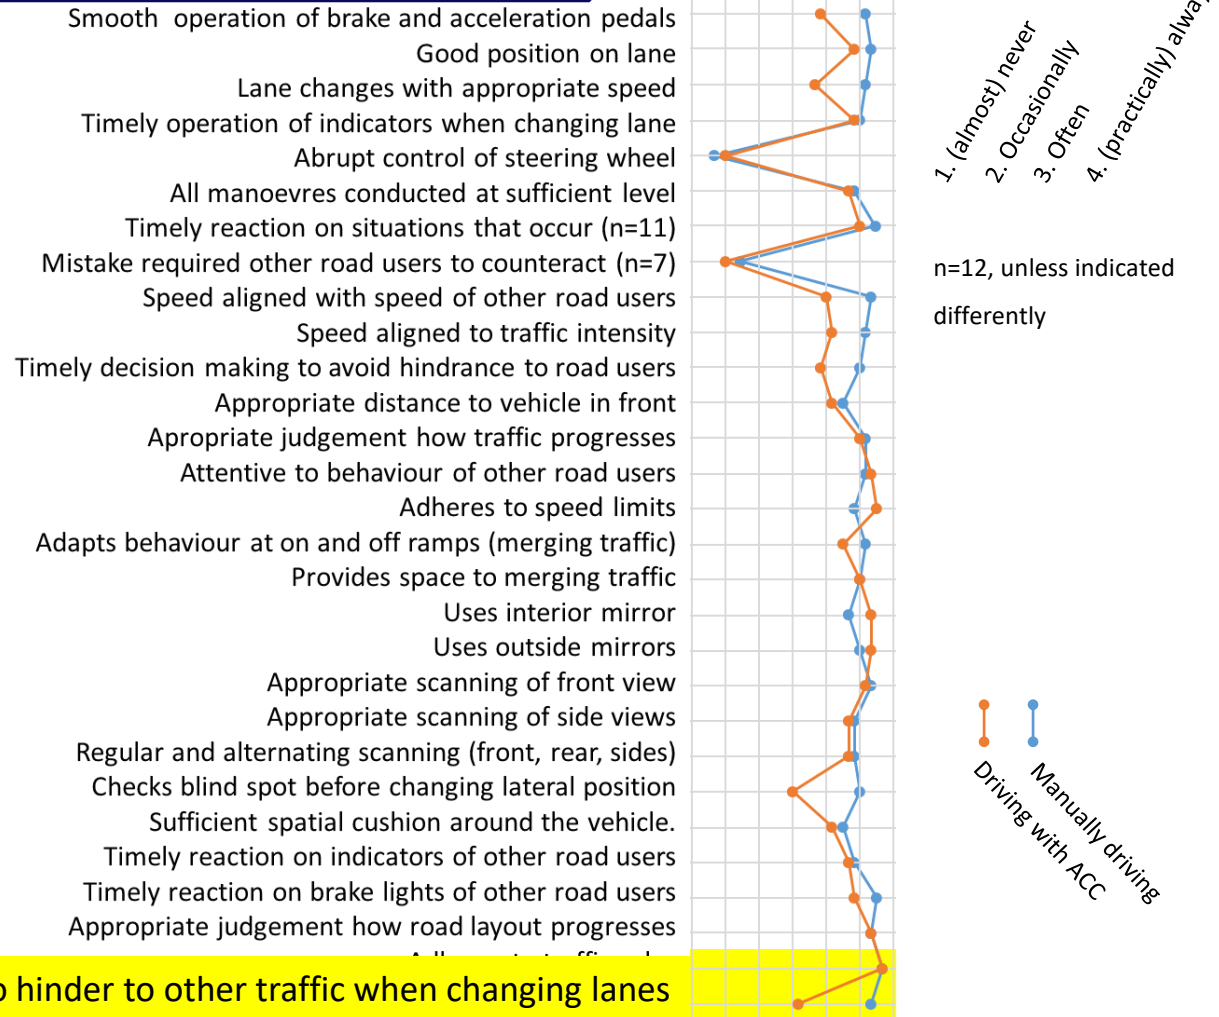 Smooth operation of brake and acceleration pedals
Good position on lane
Lane changes with appropriate speed
Timely operation of indicators when changing lane
Abrupt control of steering wheel
All manoevres conducted at sufficient level
Timely reaction on situations that occur (n=11)
Mistake required other road users to counteract (n=7)
Speed aligned with speed of other road users
Speed aligned to traffic intensity
Timely decision making to avoid hindrance to road users
Appropriate distance to vehicle in front
Apropriate judgement how traffic progresses
Attentive to behaviour of other road users
Adheres to speed limits
Adapts behaviour at on and off ramps (merging traffic)
Provides space to merging traffic
Uses interior mirror
Uses outside mirrors
Appropriate scanning of front view
Appropriate scanning of side views
Regular and alternating scanning (front, rear, sides)
Checks blind spot before changing lateral position
Sufficient spatial cushion around the vehicle.
Timely reaction on indicators of other road users
Timely reaction on brake lights of other road users
Appropriate judgement how road layout progresses
hinder to other traffic when changing lanes
1. (almost) never
2. Occasionally
3. Often
4. (practically)
n=12, unless indicated
differently
Driving with ACC
Manually driving